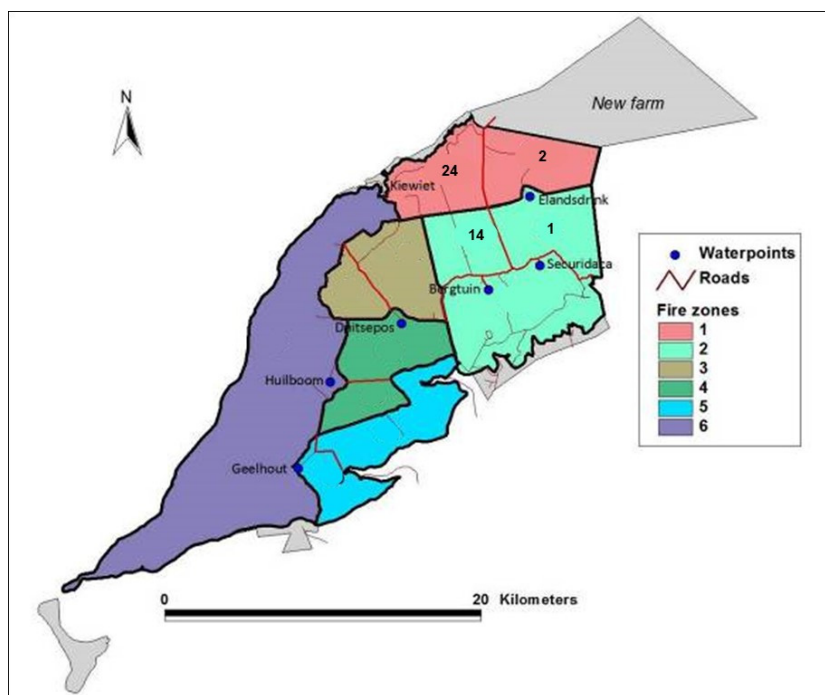 N
New farm
2
24
Kiewiet
Elandsdrink
14
1
Securidaca
Bergtuin
Duitsepos
Huilboom
Geelhout
Waterpoints
Roads
Fire zones
1
2
3
4
5
6
0
20 Kilometers